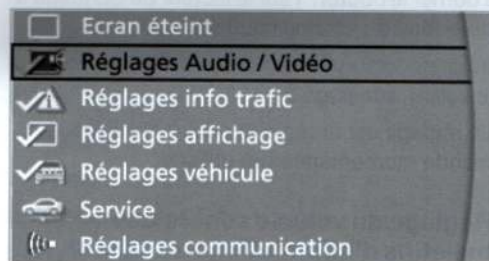 Ecran éteint
Réglages Audio / Vidéo
Réglages info trafic
Réglages affichage
Réglages véhicule
Service
Réglages communication